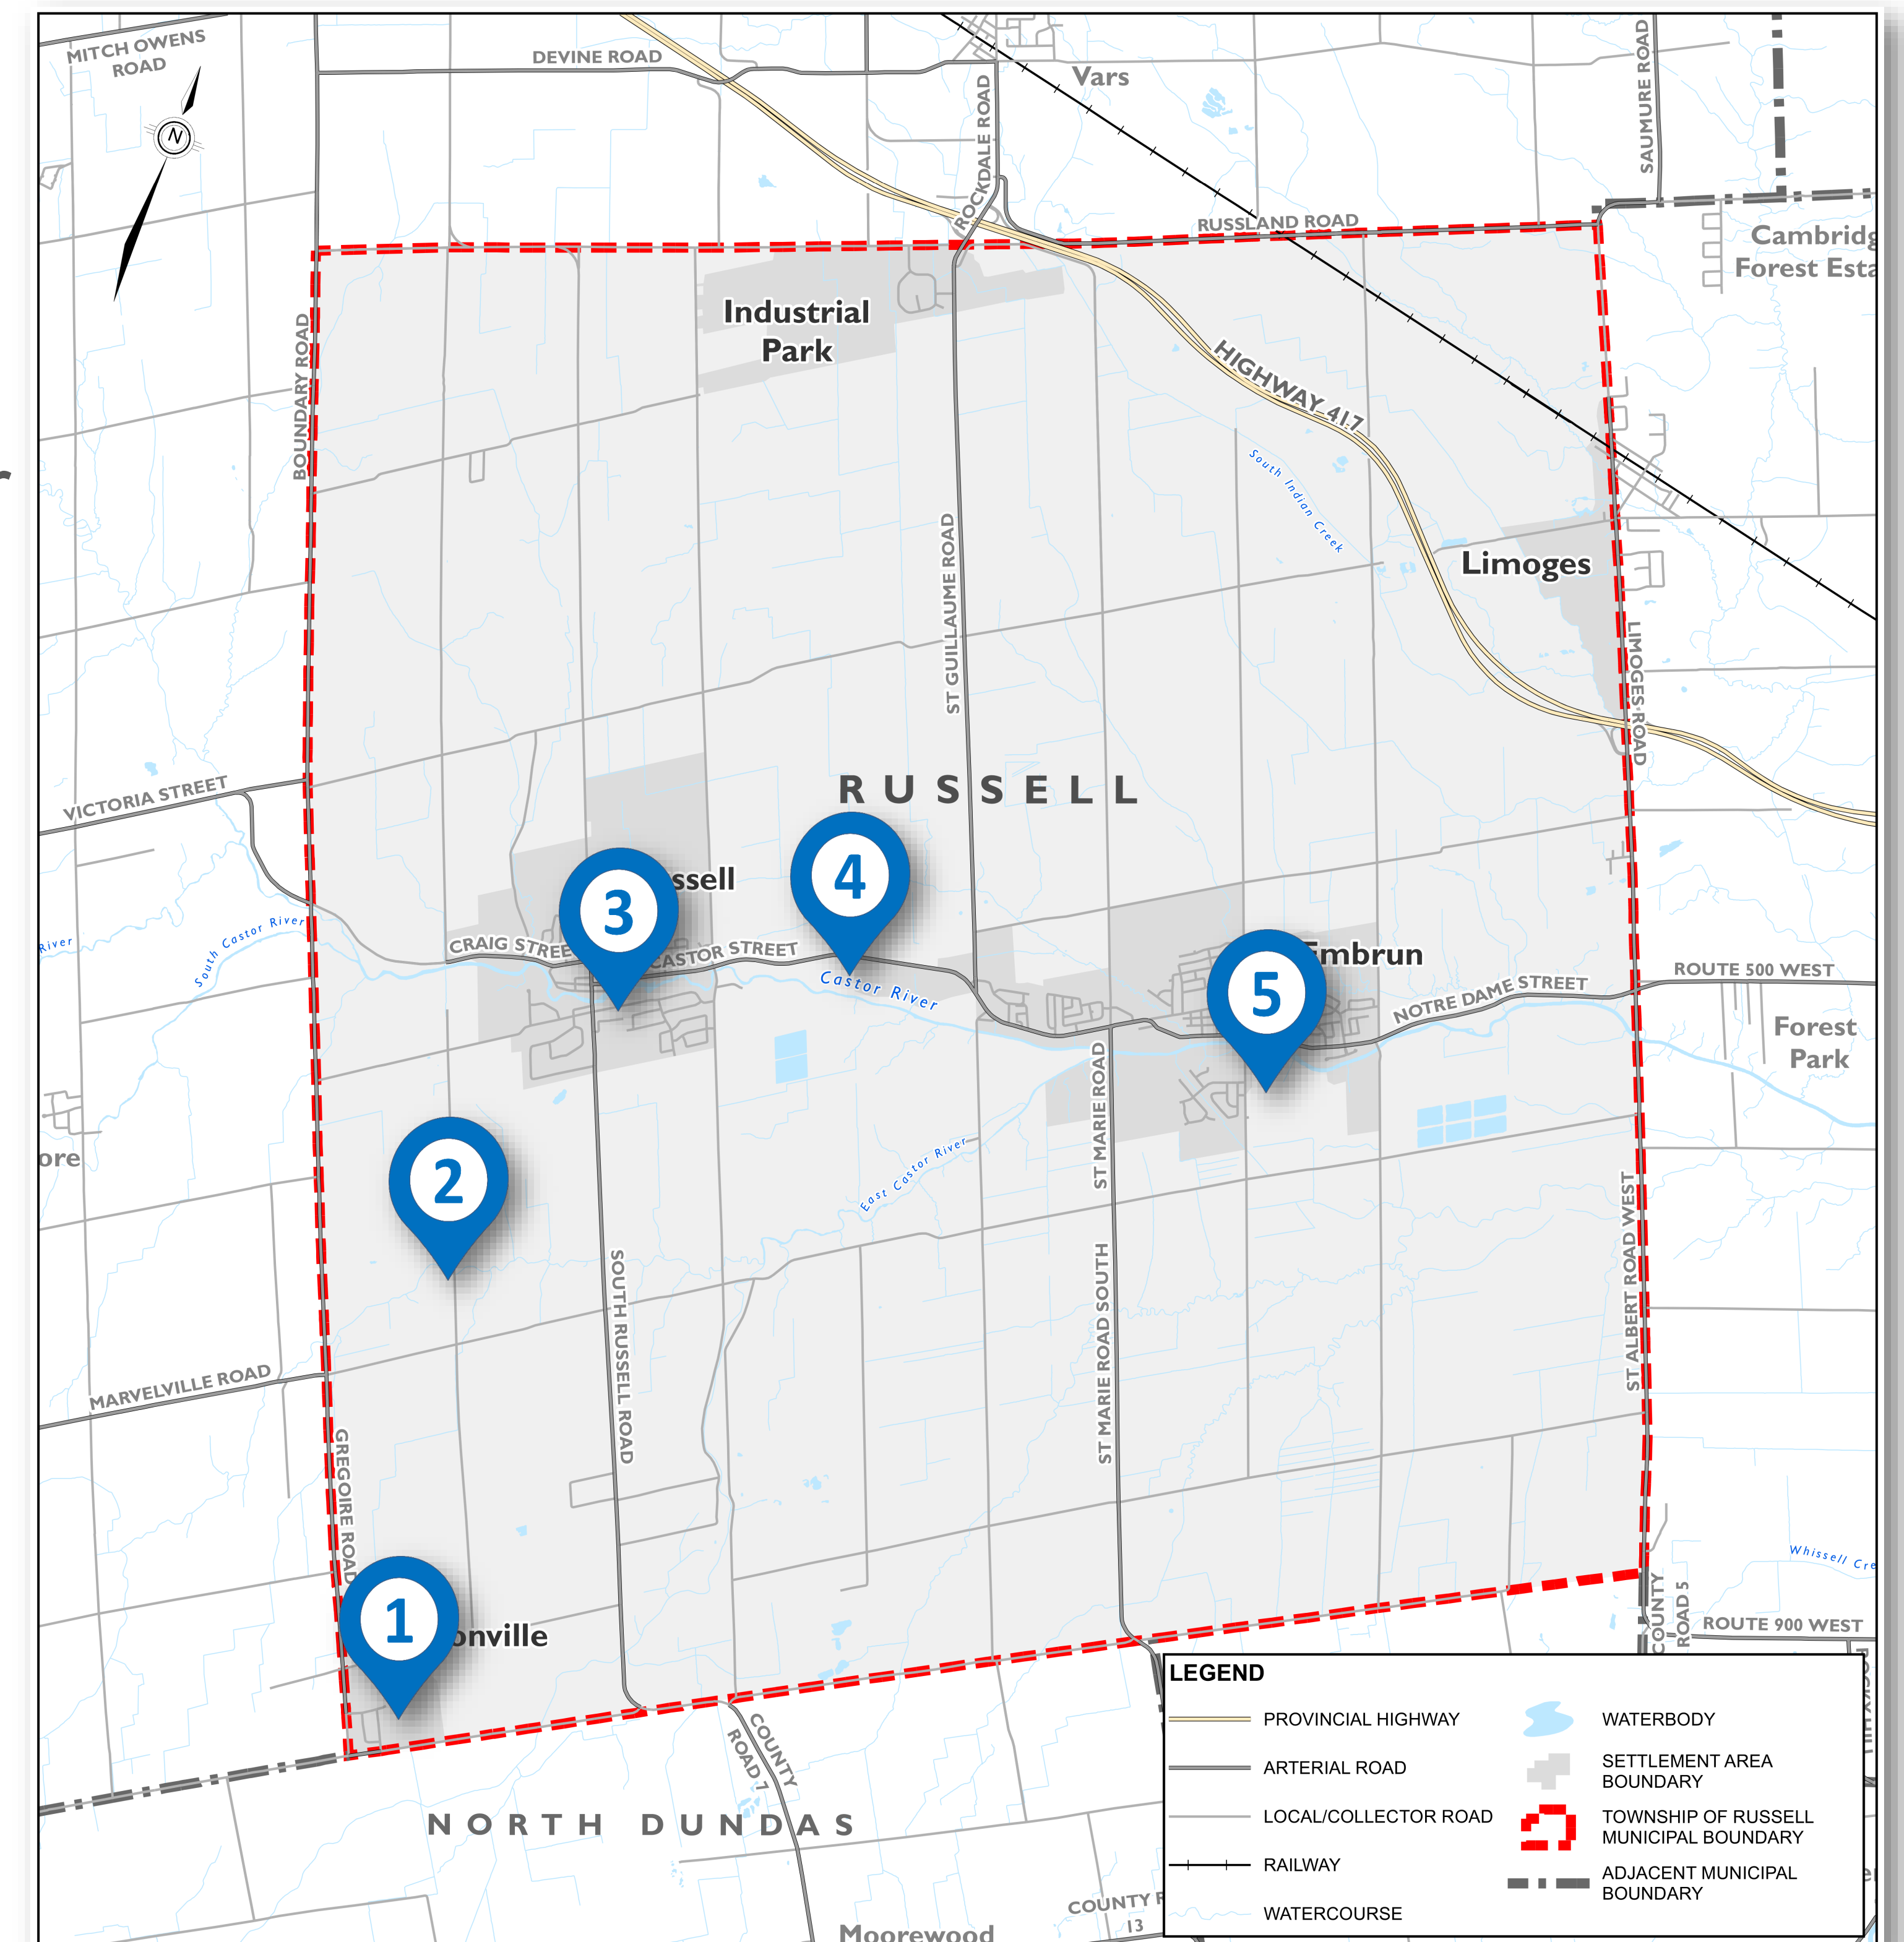 MITCH OWENS
ROAD
N
DEVINE ROAD
ROCKDALE ROAD
Vars
SAUMURE ROAD
RUSSLAND ROAD
Forest Esta
Industrial
Park
BOUNDARY ROAD
HIGHWAY 417
South Indian Creek
ST GUILLAUME ROAD
Limoges
LIMOGES ROAD
VICTORIA STREET
RUSSELL
South Castor River
River
3
ssell
4
CRAIG STREE
CASTOR STREET
Castor River
5
Embrun
NOTRE DAME STREET
ROUTE 500 WEST
Forest
Park
ore
2
East Castor River
ST MARIE ROAD
SOUTH RUSSELL ROAD
ST MARIE ROAD SOUTH
ST ALBERT ROAD WEST
MARVELVILLE ROAD
GREGOIRE ROAD
1
onville
Whissell Cre
COUNTY
ROAD 5
ROUTE 900 WEST
COUNTY
ROAD 7
NORTH DUNDAS
COUNTY R
13
Moorewood
LEGEND
PROVINCIAL HIGHWAY
ARTERIAL ROAD
LOCAL/COLLECTOR ROAD
RAILWAY
WATERCOURSE
WATERBODY
SETTLEMENT AREA
BOUNDARY
TOWNSHIP OF RUSSELL
MUNICIPAL BOUNDARY
ADJACENT MUNICIPAL
BOUNDARY